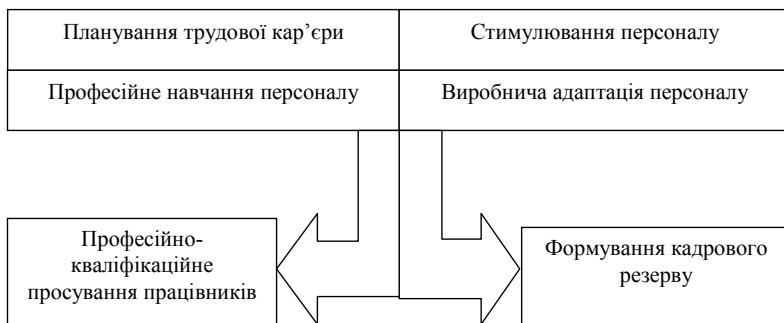 Планування трудової кар’єри
Стимулювання персоналу
Професійне навчання персоналу
Виробнича адаптація персоналу
Професійно-
кваліфікаційне
просування працівників
Формування кадрового
резерву